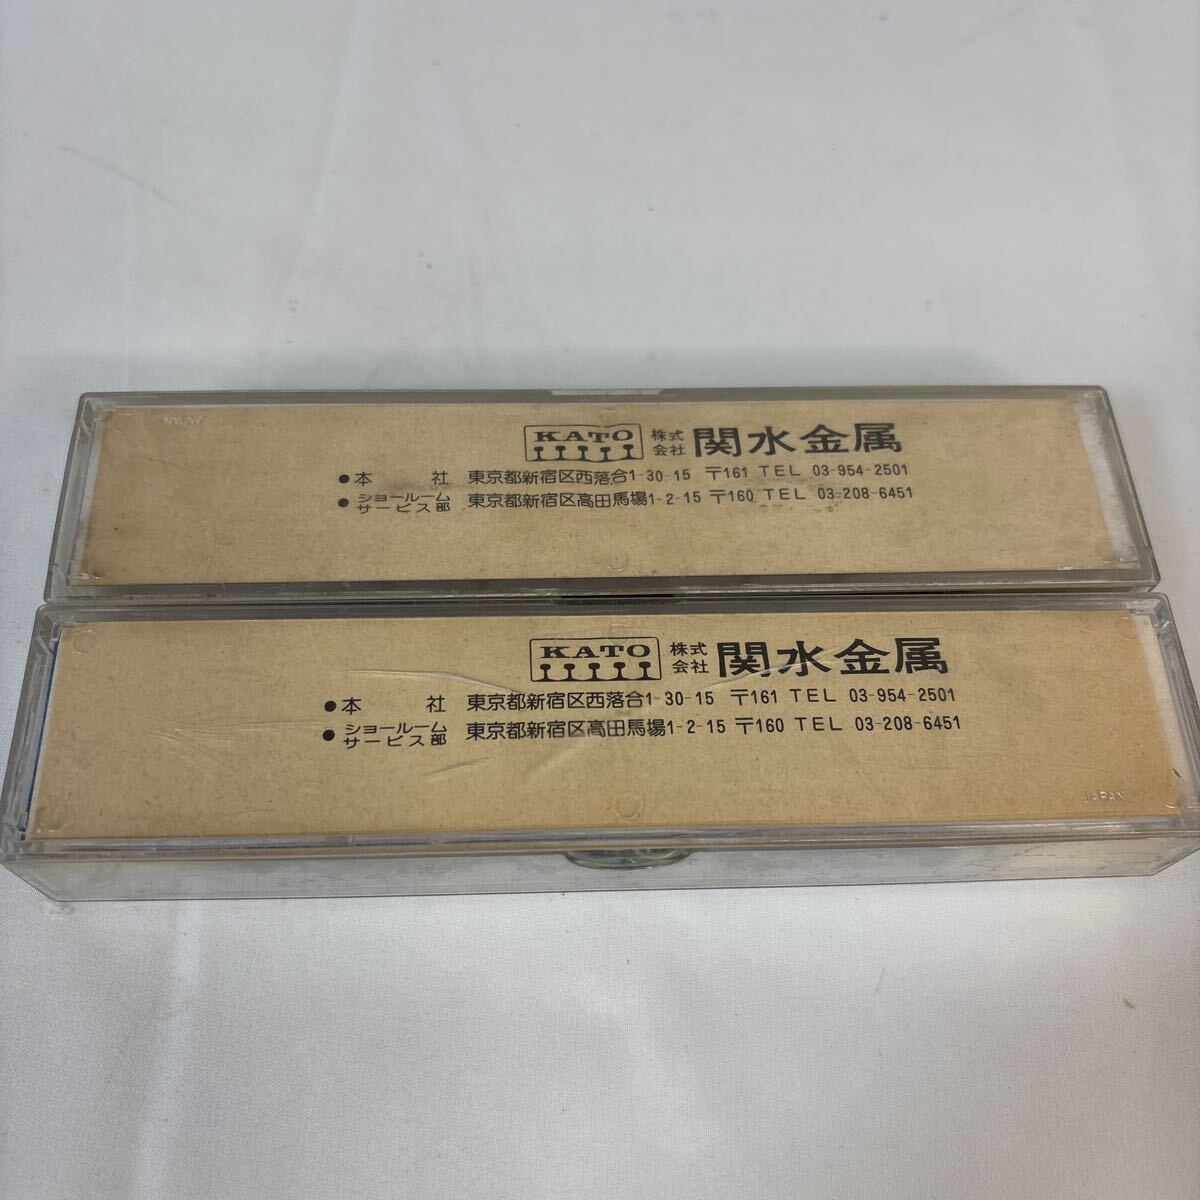 JAPAN
KATO 株式会社 関水金属
●本　　社 東京都新宿区西落合1-30-15 〒161 TEL 03-954-2501
●ショールーム サービス部 東京都新宿区高田馬場1-2-15 〒160 TEL 03-208-6451
KATO 株式会社 関水金属
●本　　社 東京都新宿区西落合1-30-15 〒161 TEL 03-954-2501
●ショールーム サービス部 東京都新宿区高田馬場1-2-15 〒160 TEL 03-208-6451
JAPAN